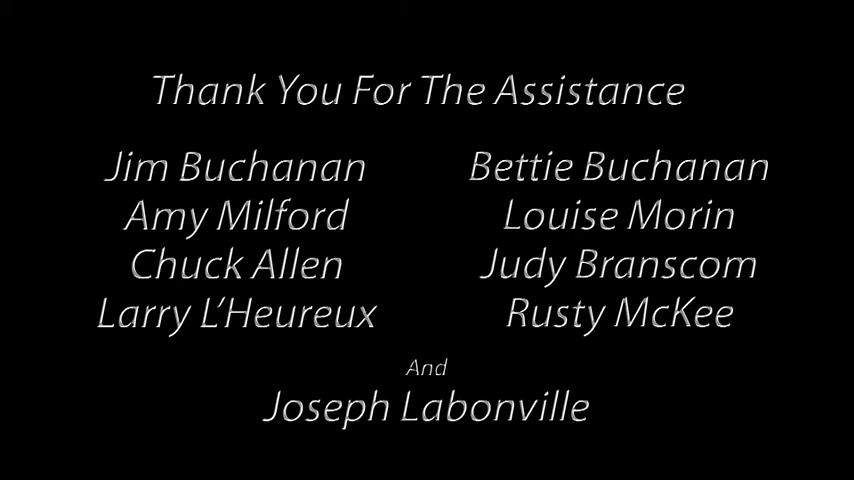 Thank You For The Assistance
Jim Buchanan Bettie Buchanan
Amy Milford Louise Morin
Chuck Allen Judy Branscom
Larry L'Heureux Rusty McKee
And
Joseph Labonville